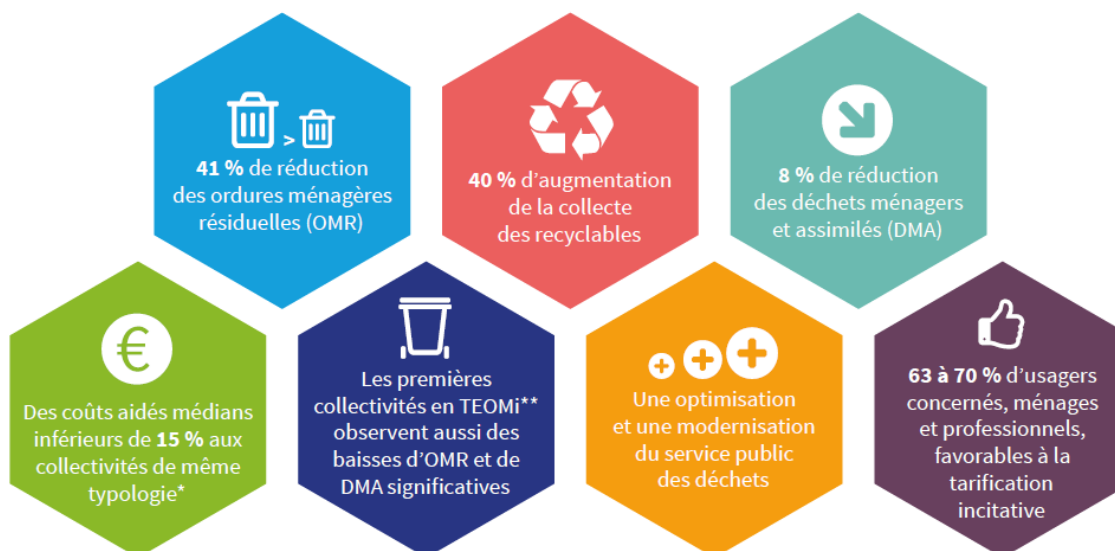 41 % de réduction
des ordures ménagères
résiduelles (OMR)
40 % d’augmentation
de la collecte
des recyclables
8 % de réduction
des déchets ménagers
et assimilés (DMA)
Des coûts aidés médians
inférieurs de 15 % aux
collectivités de même
typologie*
Les premières
collectivités en TEOMi**
observent aussi des
baisses d’OMR et de
DMA significatives
Une optimisation
et une modernisation
du service public
des déchets
63 à 70 % d’usagers
concernés, ménages
et professionnels,
favorables à la
tarification
incitative